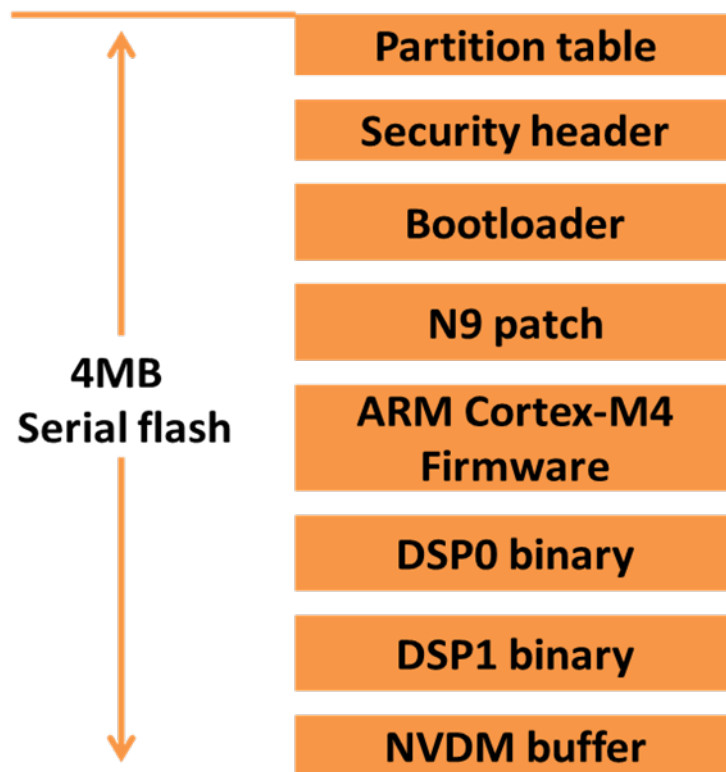 Partition table
Security header
Bootloader
N9 patch
4MB
Serial flash
ARM Cortex-M4
Firmware
DSP0 binary
DSP1 binary
NVDM buffer